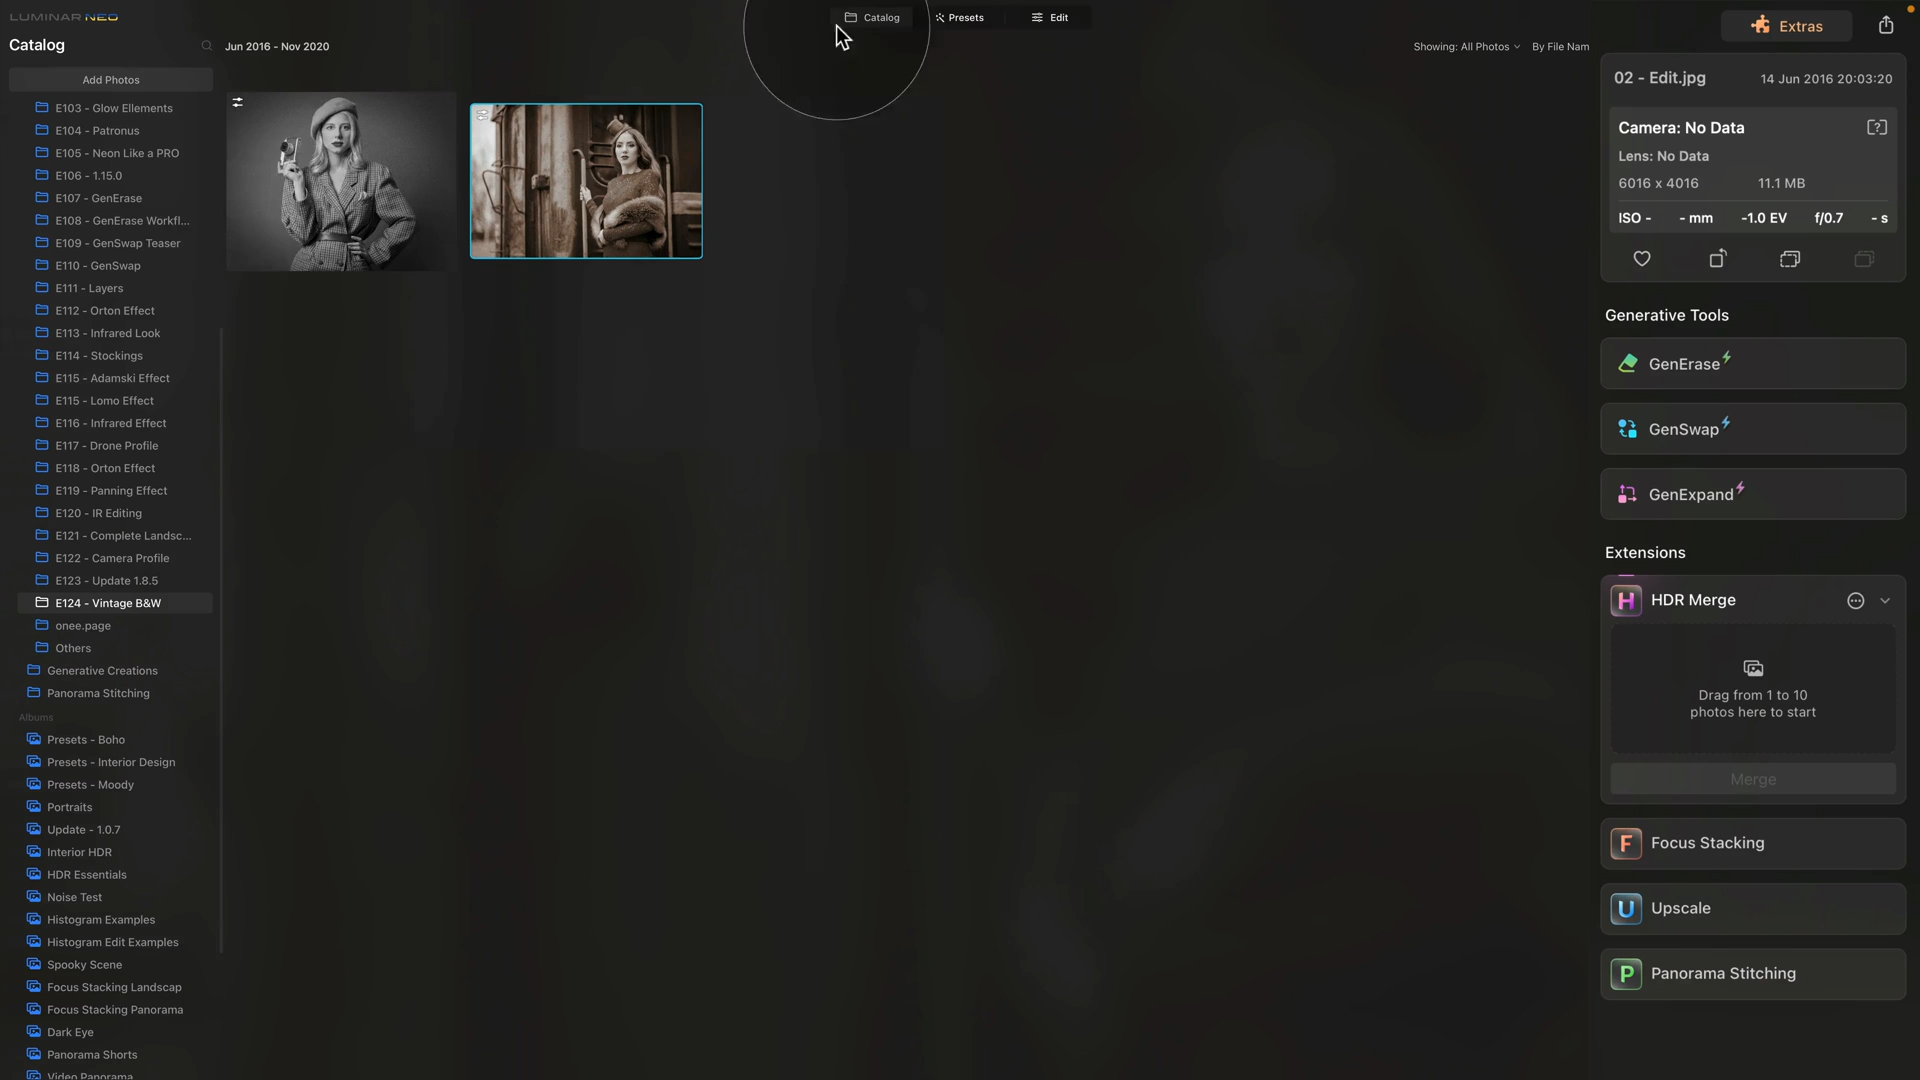 LUMINAR NEO
Catalog
Presets
Edit
Extras
Catalog
Jun 2016 - Nov 2020
Showing: All Photos
By File Nam
Add Photos
E103 - Glow Ellements
E104 - Patronus
E105 - Neon Like a PRO
E106 - 1.15.0
E107 - GenErase
E108 - GenErase Workfl...
E109 - GenSwap Teaser
E110 - GenSwap
E111 - Layers
E112 - Orton Effect
E113 - Infrared Look
E114 - Stockings
E115 - Adamski Effect
E115 - Lomo Effect
E116 - Infrared Effect
E117 - Drone Profile
E118 - Orton Effect
E119 - Panning Effect
E120 - IR Editing
E121 - Complete Landsc...
E122 - Camera Profile
E123 - Update 1.8.5
E124 - Vintage B&W
onee.page
Others
Generative Creations
Panorama Stitching
Albums
Presets - Boho
Presets - Interior Design
Presets - Moody
Portraits
Update - 1.0.7
Interior HDR
HDR Essentials
Noise Test
Histogram Examples
Histogram Edit Examples
Spooky Scene
Focus Stacking Landscap
Focus Stacking Panorama
Dark Eye
Panorama Shorts
Video Panorama
02 - Edit.jpg
14 Jun 2016 20:03:20
Camera: No Data
Lens: No Data
6016 x 4016
11.1 MB
ISO -
- mm
-1.0 EV
f/0.7
- s
Generative Tools
GenErase
GenSwap
GenExpand
Extensions
H HDR Merge
Drag from 1 to 10
photos here to start
Merge
F Focus Stacking
U Upscale
P Panorama Stitching